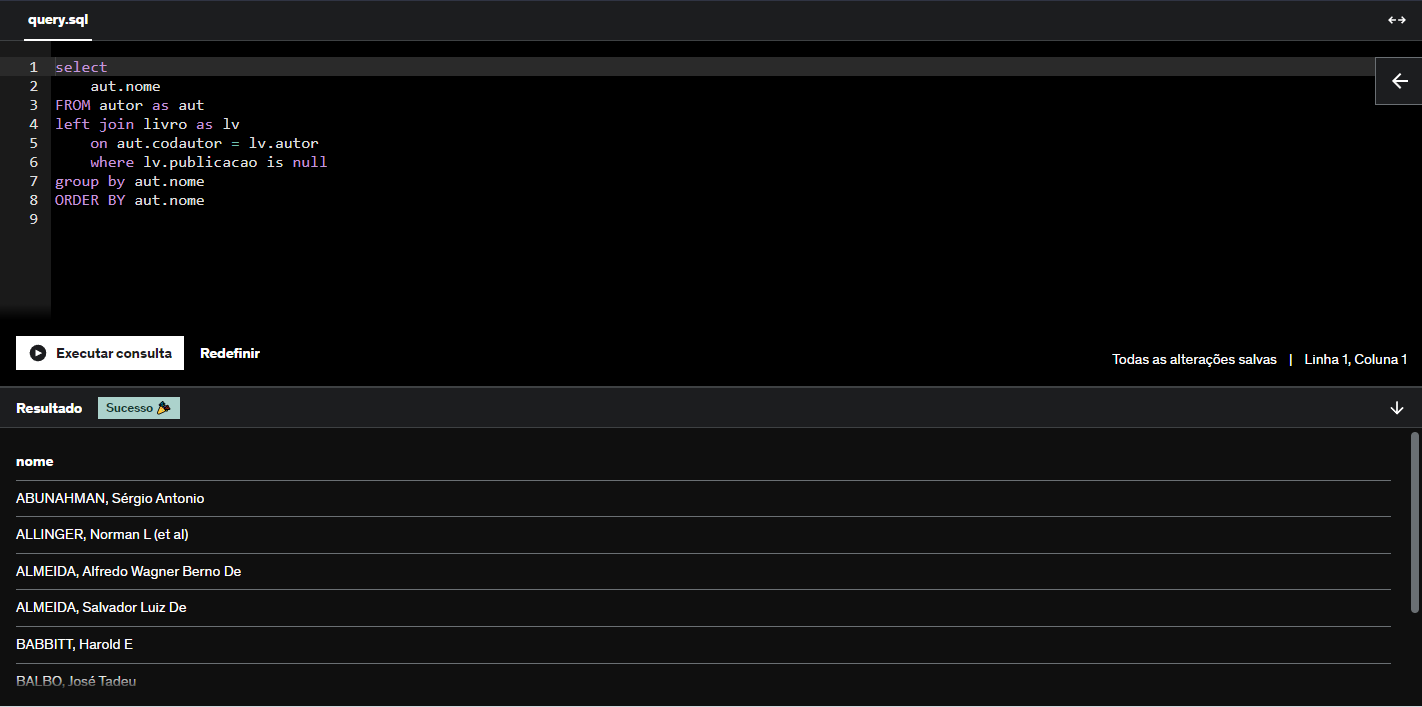 query.sql
1 select
2     aut.nome
3 FROM autor as aut
4 left join livro as lv
5     on aut.codautor = lv.autor
6     where lv.publicacao is null
7 group by aut.nome
8 ORDER BY aut.nome
9
Executar consulta Redefinir Todas as alterações salvas | Linha 1, Coluna 1
Resultado Sucesso
nome
ABUNAHMAN, Sérgio Antonio
ALLINGER, Norman L (et al)
ALMEIDA, Alfredo Wagner Berno De
ALMEIDA, Salvador Luiz De
BABBITT, Harold E
BALBO, José Tadeu